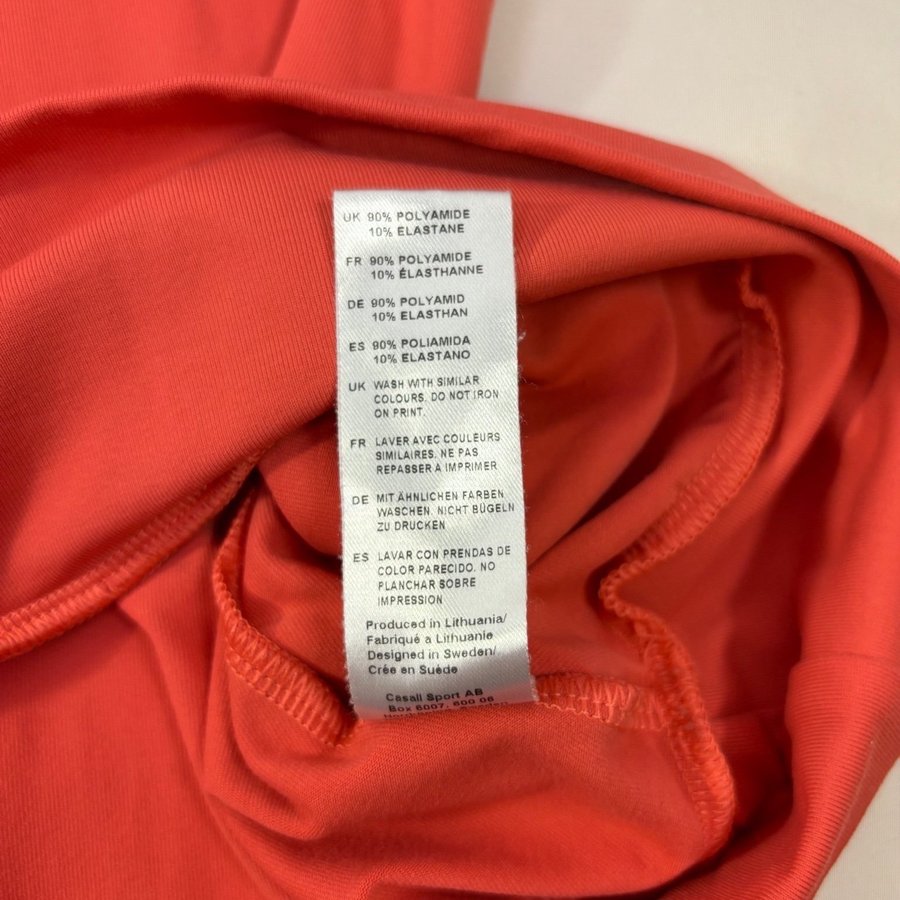 UK 90% POLYAMIDE
10% ELASTANE
FR 90% POLYAMIDE
10% ÉLASTHANNE
DE 90% POLYAMID
10% ELASTHAN
ES 90% POLIAMIDA
10% ELASTANO
UK WASH WITH SIMILAR
COLOURS. DO NOT IRON
ON PRINT.
FR LAVER AVEC COULEURS
SIMILAIRES. NE PAS
REPASSER A IMPRIMER
DE MIT ÄHNLICHEN FARBEN
WASCHEN. NICHT BÜGELN
ZU DRUCKEN
ES LAVAR CON PRENDAS DE
COLOR PARECIDO. NO
PLANCHAR SOBRE
IMPRESSION
Produced in Lithuania/
Fabriqué a Lithuanie
Designed in Sweden/
Crée en Suéde
Casall Sport AB
Box 6007, 600 06